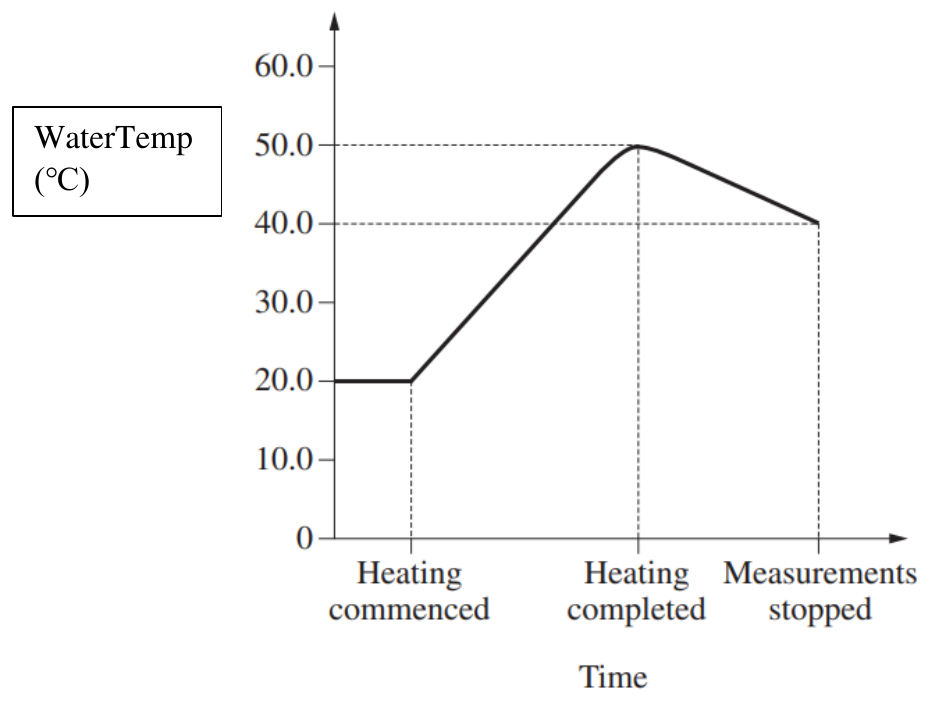 60.0
WaterTemp
(°C)
50.0
40.0
30.0
20.0
10.0
0
Heating
commenced
Heating
completed
Measurements
stopped
Time